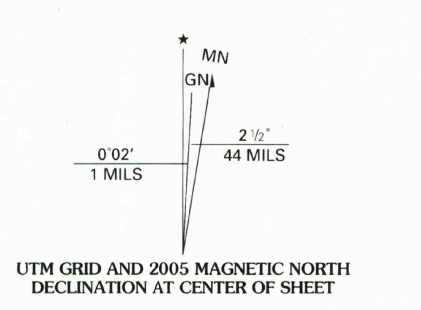 ★
MN
GN
0°02′
1 MILS
2 1/2°
44 MILS
UTM GRID AND 2005 MAGNETIC NORTH
DECLINATION AT CENTER OF SHEET